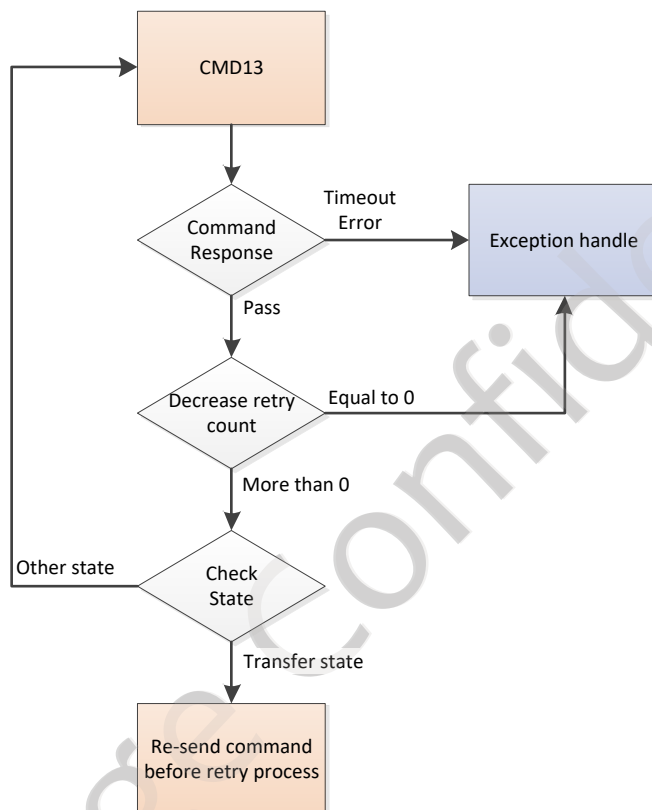 CMD13
Timeout
Error
Command
Response
Exception handle
Pass
Decrease retry
count
Equal to 0
More than 0
Other state
Check
State
Transfer state
Re-send command
before retry process